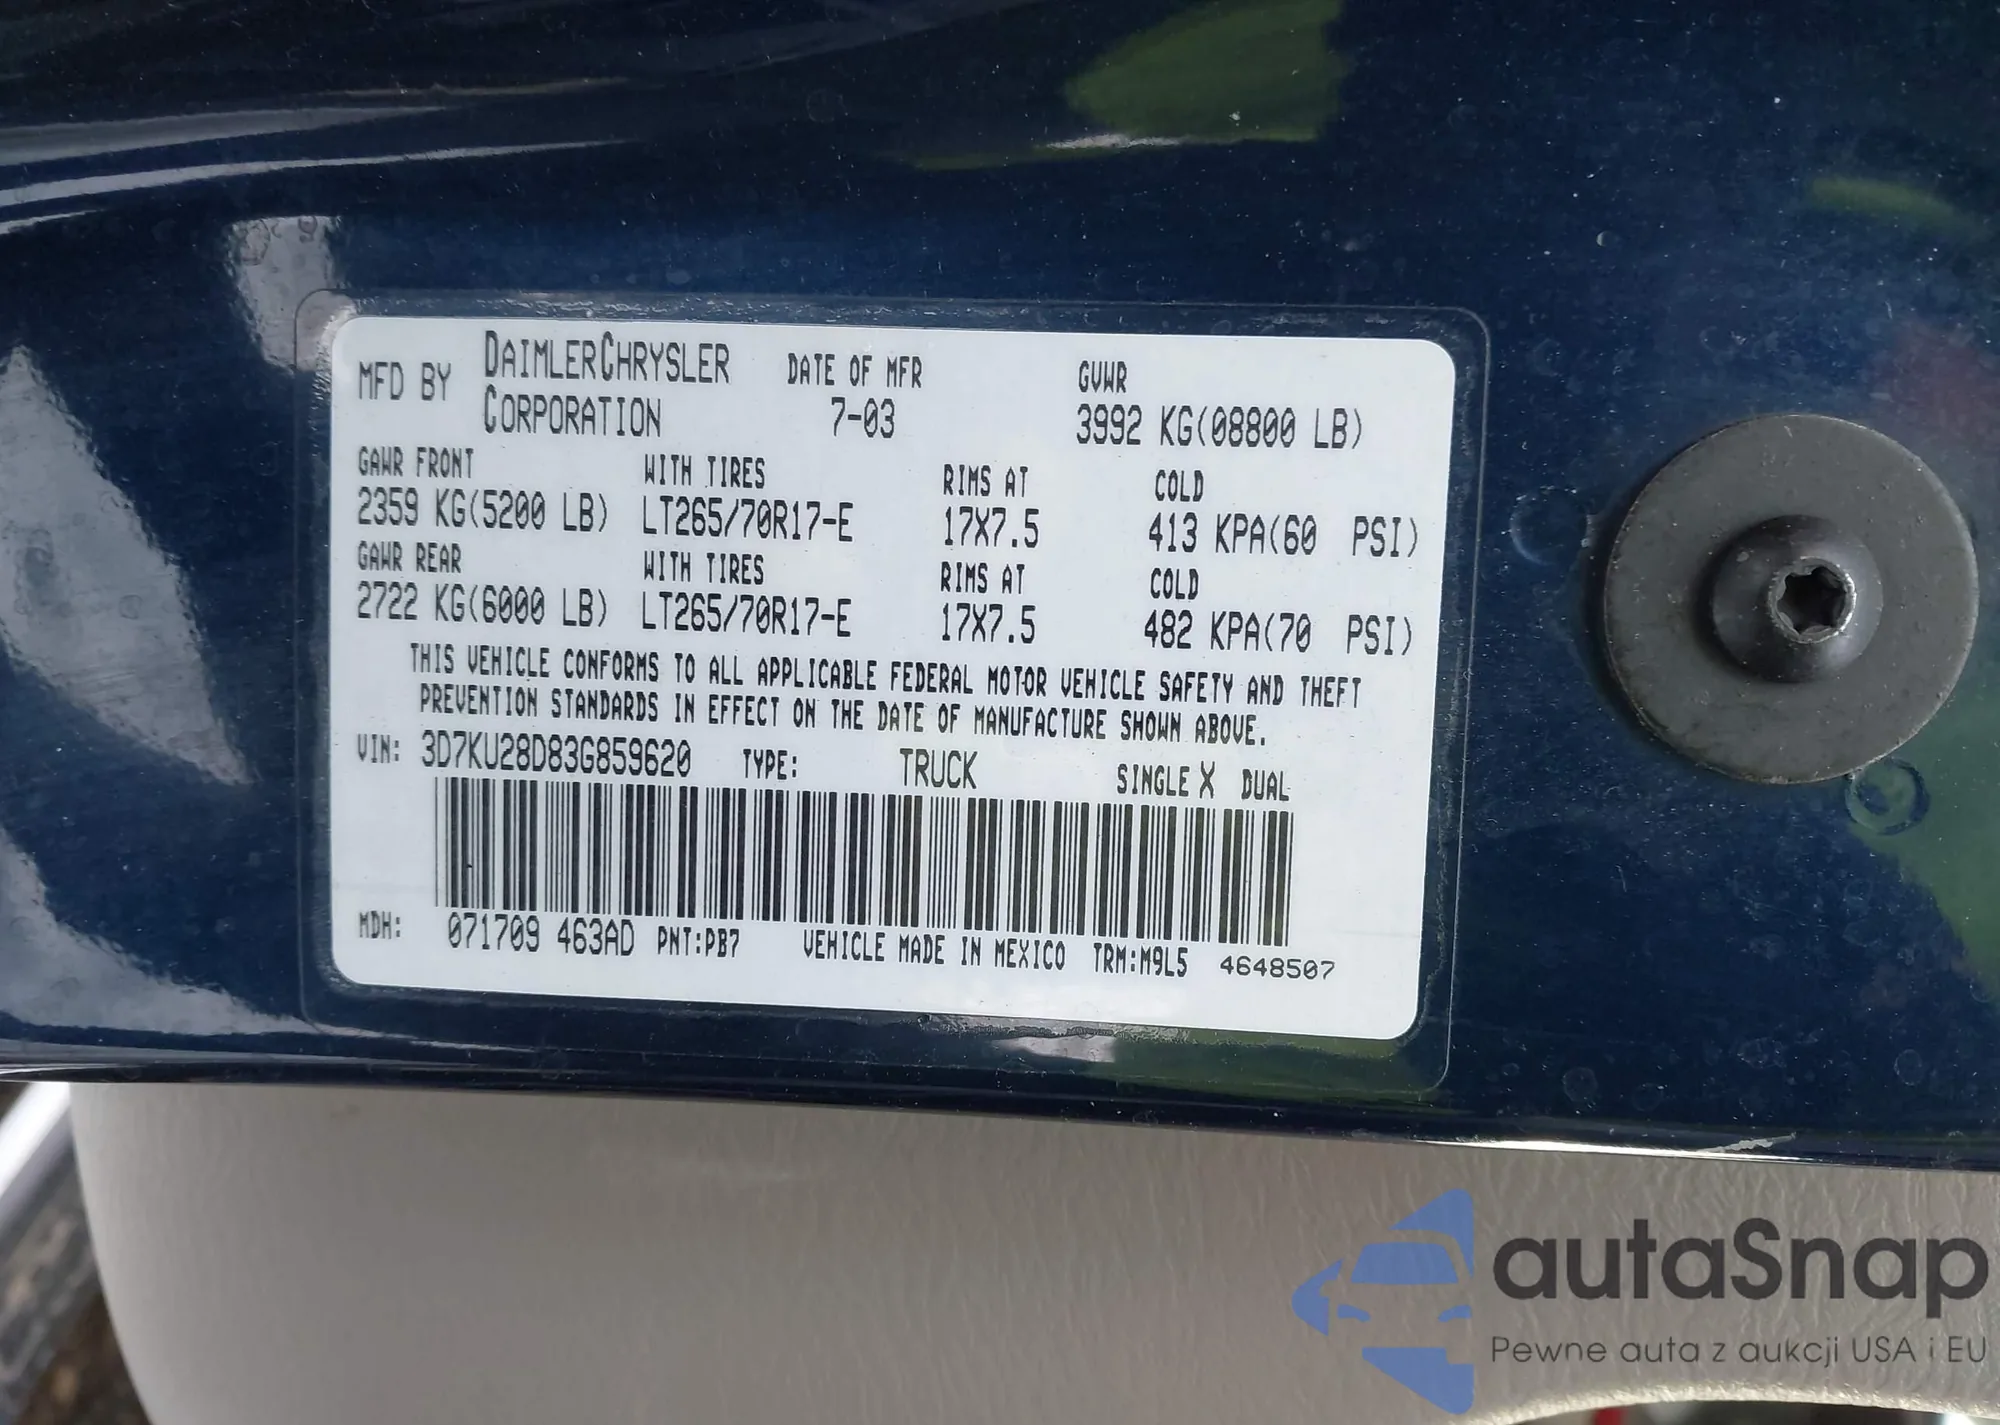 MFD BY DAIMLERCHRYSLER CORPORATION DATE OF MFR 7-03 GVWR 3992 KG(08800 LB)
GAWR FRONT WITH TIRES RIMS AT COLD
2359 KG(5200 LB) LT265/70R17-E 17X7.5 413 KPA(60 PSI)
GAWR REAR WITH TIRES RIMS AT COLD
2722 KG(6000 LB) LT265/70R17-E 17X7.5 482 KPA(70 PSI)
THIS VEHICLE CONFORMS TO ALL APPLICABLE FEDERAL MOTOR VEHICLE SAFETY AND THEFT
PREVENTION STANDARDS IN EFFECT ON THE DATE OF MANUFACTURE SHOWN ABOVE.
VIN: 3D7KU28D83G859620 TYPE: TRUCK SINGLE X DUAL
MDH: 071709 463AD PNT:PB7 VEHICLE MADE IN MEXICO TRM:M9L5 4648507
autaSnap
Pewne auta z aukcji USA i EU